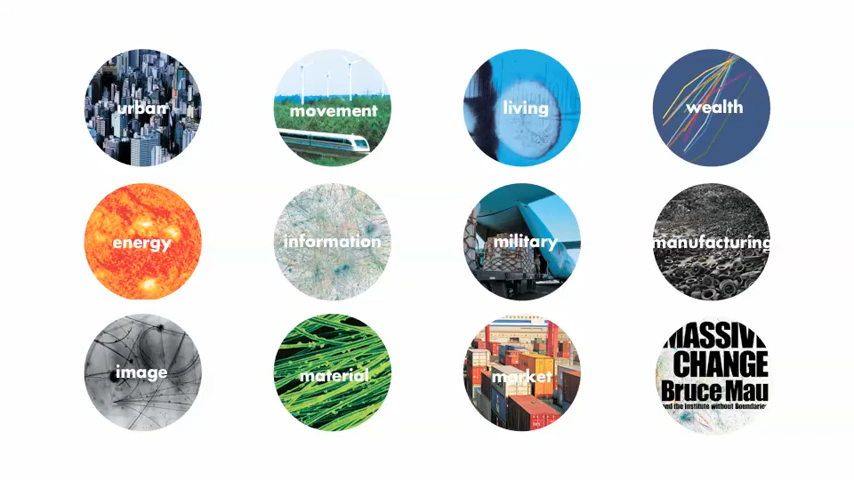 urban
movement
living
wealth
energy
information
military
manufacturing
image
material
market
MASSIVE
CHANGE
Bruce Mau
and the Institute without Boundaries